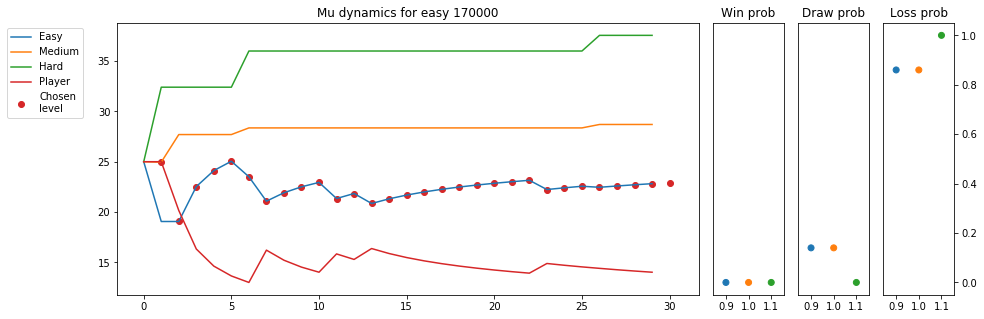 Mu dynamics for easy 170000
Win prob
Draw prob
Loss prob
Easy
Medium
Hard
Player
Chosen
level
35
30
25
20
15
0
5
10
15
20
25
30
0.9
1.0
1.1
0.9
1.0
1.1
0.9
1.0
1.1
1.0
0.8
0.6
0.4
0.2
0.0